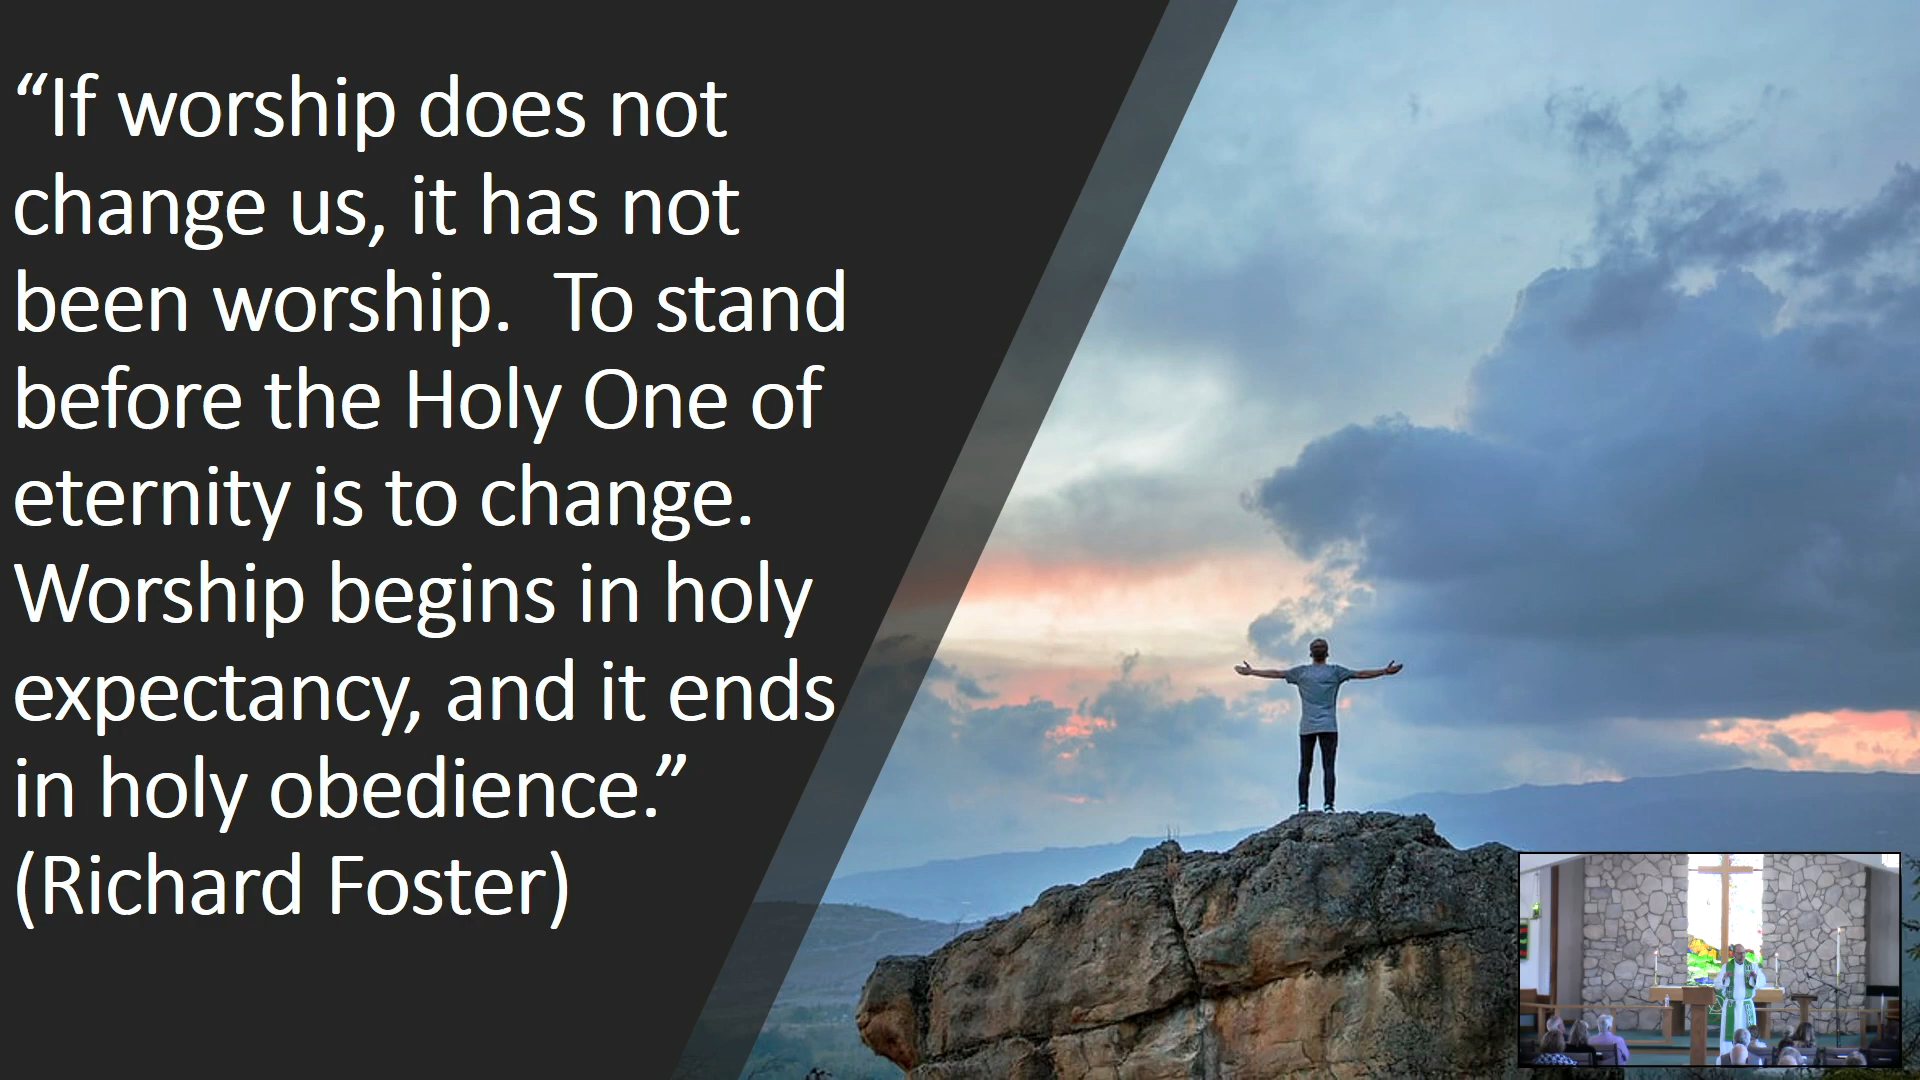 “If worship does not
change us, it has not
been worship.  To stand
before the Holy One of
eternity is to change.
Worship begins in holy
expectancy, and it ends
in holy obedience.”
(Richard Foster)